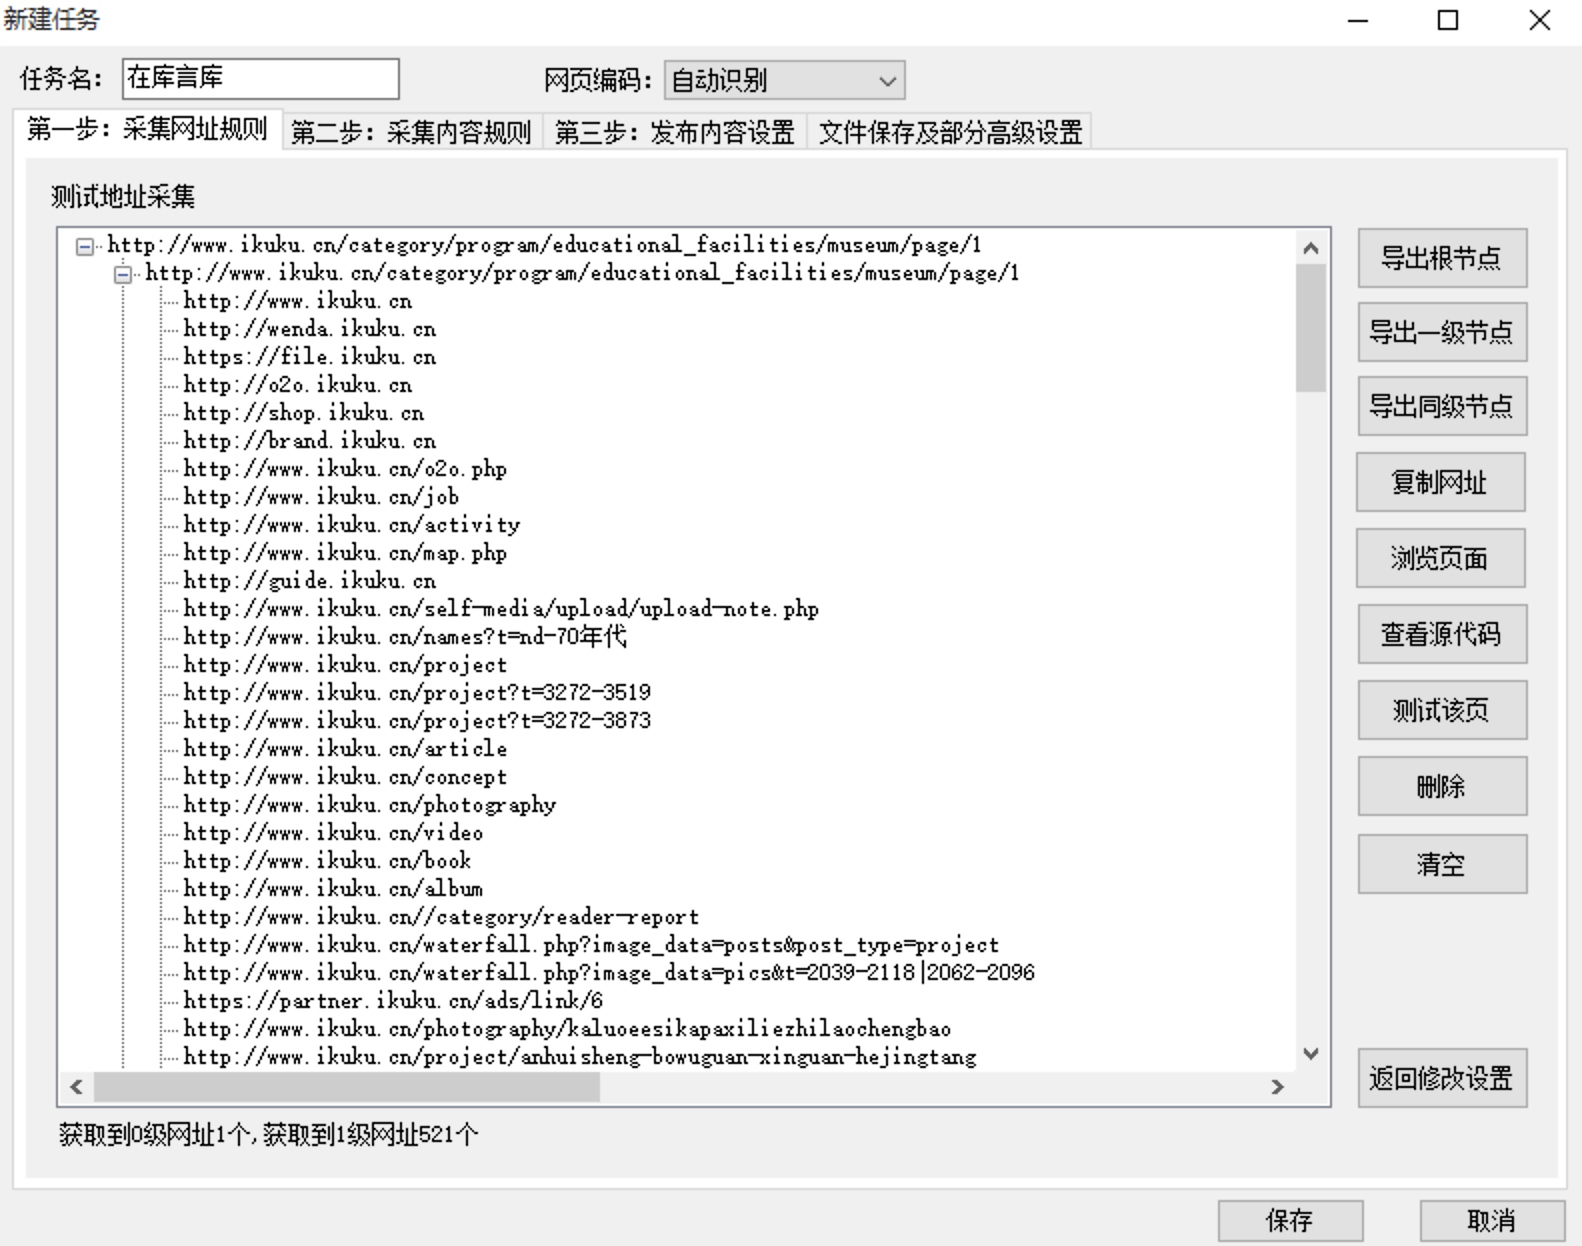 新建任务
任务名： 在库言库 网页编码： 自动识别
第一步：采集网址规则 第二步：采集内容规则 第三步：发布内容设置 文件保存及部分高级设置
测试地址采集
http://www.ikuku.cn/category/program/educational_facilities/museum/page/1
http://www.ikuku.cn/category/program/educational_facilities/museum/page/1
http://www.ikuku.cn
http://wenda.ikuku.cn
https://file.ikuku.cn
http://o2o.ikuku.cn
http://shop.ikuku.cn
http://brand.ikuku.cn
http://www.ikuku.cn/o2o.php
http://www.ikuku.cn/job
http://www.ikuku.cn/activity
http://www.ikuku.cn/map.php
http://guide.ikuku.cn
http://www.ikuku.cn/self-media/upload/upload-note.php
http://www.ikuku.cn/names?t=nd-70年代
http://www.ikuku.cn/project
http://www.ikuku.cn/project?t=3272-3519
http://www.ikuku.cn/project?t=3272-3873
http://www.ikuku.cn/article
http://www.ikuku.cn/concept
http://www.ikuku.cn/photography
http://www.ikuku.cn/video
http://www.ikuku.cn/book
http://www.ikuku.cn/album
http://www.ikuku.cn//category/reader-report
http://www.ikuku.cn/waterfall.php?image_data=posts&post_type=project
http://www.ikuku.cn/waterfall.php?image_data=pics&t=2039-2118|2062-2096
https://partner.ikuku.cn/ads/link/6
http://www.ikuku.cn/photography/kaluoeesikapaxiliezhilaochengbao
http://www.ikuku.cn/project/anhuisheng-bowuguan-xinguan-hejingtang
导出根节点
导出一级节点
导出同级节点
复制网址
浏览页面
查看源代码
测试该页
删除
清空
返回修改设置
获取到0级网址1个,获取到1级网址521个
保存 取消